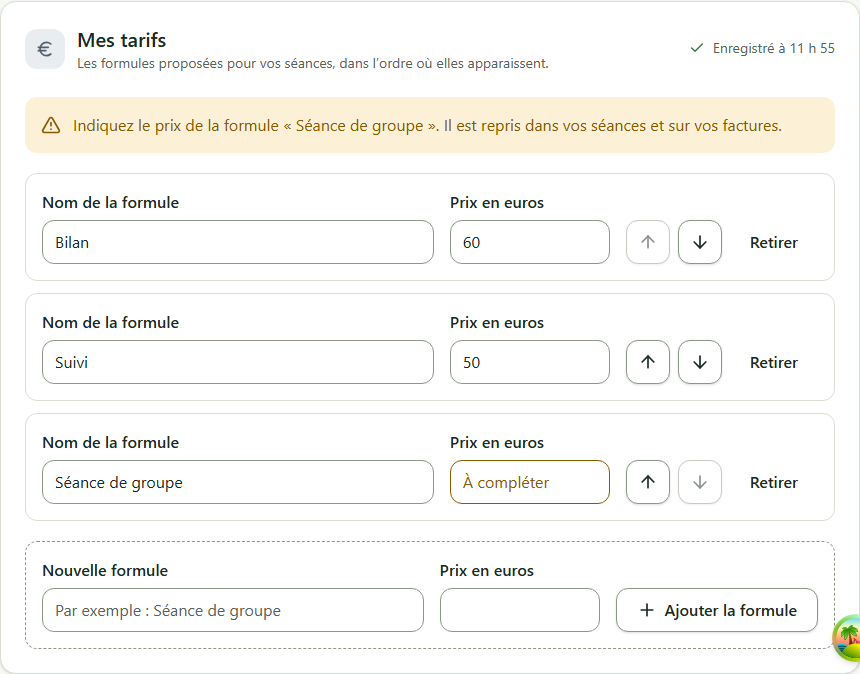 €
Mes tarifs
Les formules proposées pour vos séances, dans l’ordre où elles apparaissent.
Enregistré à 11 h 55
Indiquez le prix de la formule « Séance de groupe ». Il est repris dans vos séances et sur vos factures.
Nom de la formule Prix en euros
Bilan 60 Retirer
Nom de la formule Prix en euros
Suivi 50 Retirer
Nom de la formule Prix en euros
Séance de groupe À compléter Retirer
Nouvelle formule Prix en euros
Par exemple : Séance de groupe Ajouter la formule